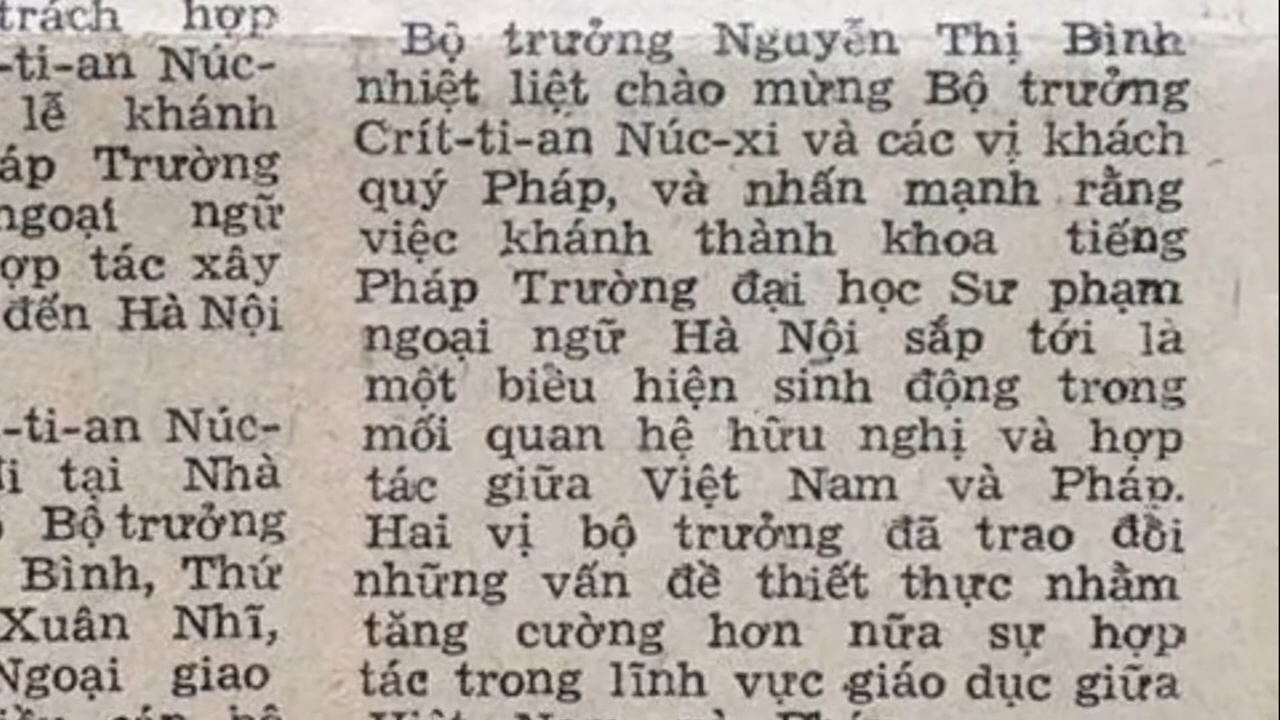 trách hợp
-ti-an Núc-
lễ khánh
áp Trường
ngoại ngữ
ợp tác xây
đến Hà Nội
-ti-an Núc-
tại Nhà
Bộ trưởng
Bình, Thứ
Xuân Nhĩ,
Ngoại giao
Bộ trưởng Nguyễn Thị Bình
nhiệt liệt chào mừng Bộ trưởng
Crít-ti-an Núc-xi và các vị khách
quý Pháp, và nhấn mạnh rằng
việc khánh thành khoa tiếng
Pháp Trường đại học Sư phạm
ngoại ngữ Hà Nội sắp tới là
một biểu hiện sinh động trong
mối quan hệ hữu nghị và hợp
tác giữa Việt Nam và Pháp.
Hai vị bộ trưởng đã trao đổi
những vấn đề thiết thực nhằm
tăng cường hơn nữa sự hợp
tác trong lĩnh vực giáo dục giữa
Việt Nam và Pháp